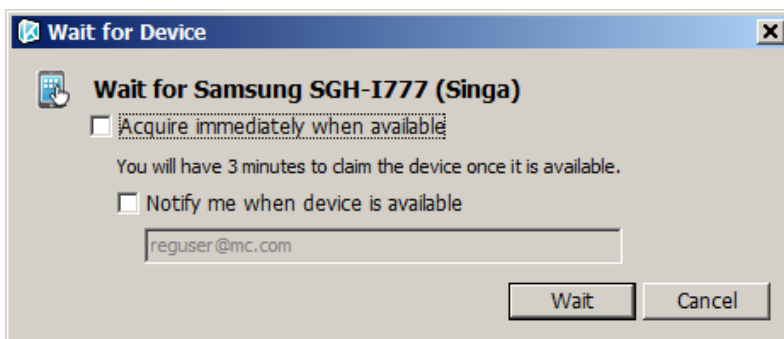 Wait for Device
Wait for Samsung SGH-I777 (Singa)
Acquire immediately when available
You will have 3 minutes to claim the device once it is available.
Notify me when device is available
reguser@mc.com
Wait Cancel